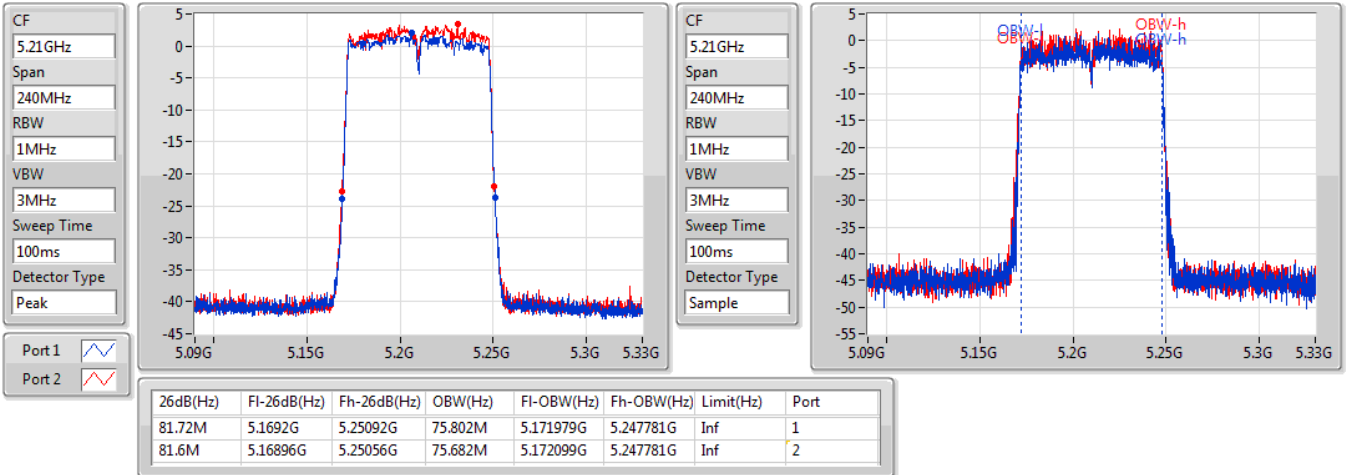 CF
5.21GHz
Span
240MHz
RBW
1MHz
VBW
3MHz
Sweep Time
100ms
Detector Type
Peak
5
0
-5
-10
-15
-20
-25
-30
-35
-40
-45
5.09G 5.15G 5.2G 5.25G 5.3G 5.33G
CF
5.21GHz
Span
240MHz
RBW
1MHz
VBW
3MHz
Sweep Time
100ms
Detector Type
Sample
5
0
-5
-10
-15
-20
-25
-30
-35
-40
-45
-50
-55
OBW-l OBW-h
OBW-l OBW-h
5.09G 5.15G 5.2G 5.25G 5.3G 5.33G
Port 1
Port 2
26dB(Hz) Fl-26dB(Hz) Fh-26dB(Hz) OBW(Hz) Fl-OBW(Hz) Fh-OBW(Hz) Limit(Hz) Port
81.72M 5.1692G 5.25092G 75.802M 5.171979G 5.247781G Inf 1
81.6M 5.16896G 5.25056G 75.682M 5.172099G 5.247781G Inf 2